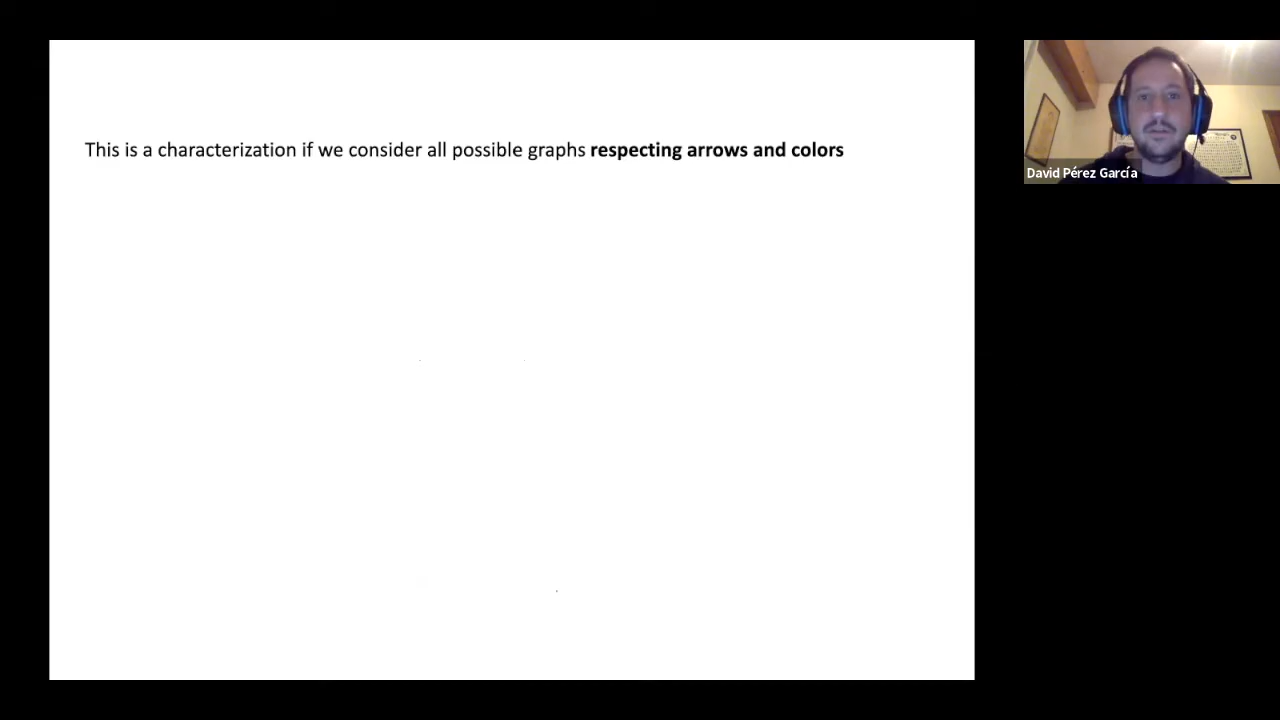 This is a characterization if we consider all possible graphs respecting arrows and colors
David Pérez García